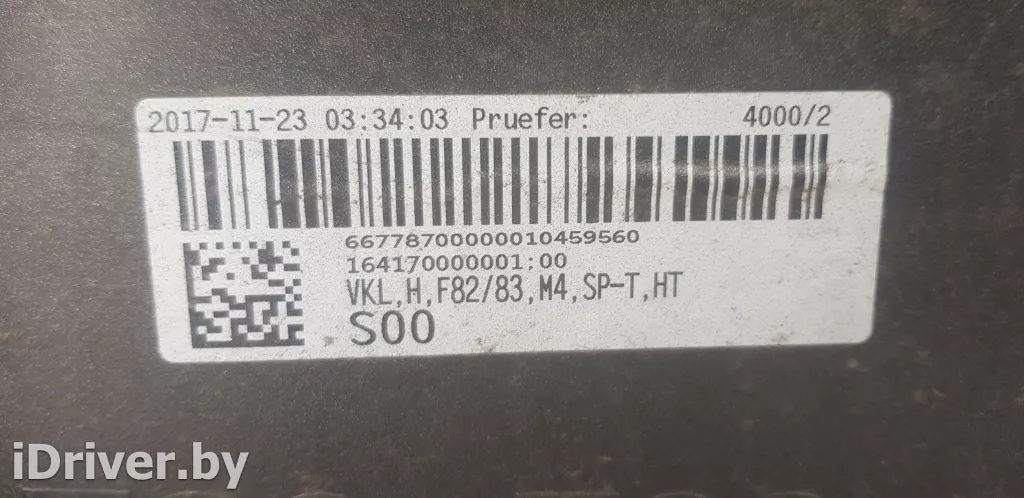 2017-11-23 03:34:03 Pruefer: 4000/2
66778700000010459560
164170000001;00
VKL,H,F82/83,M4,SP-T,HT
S00
iDriver.by